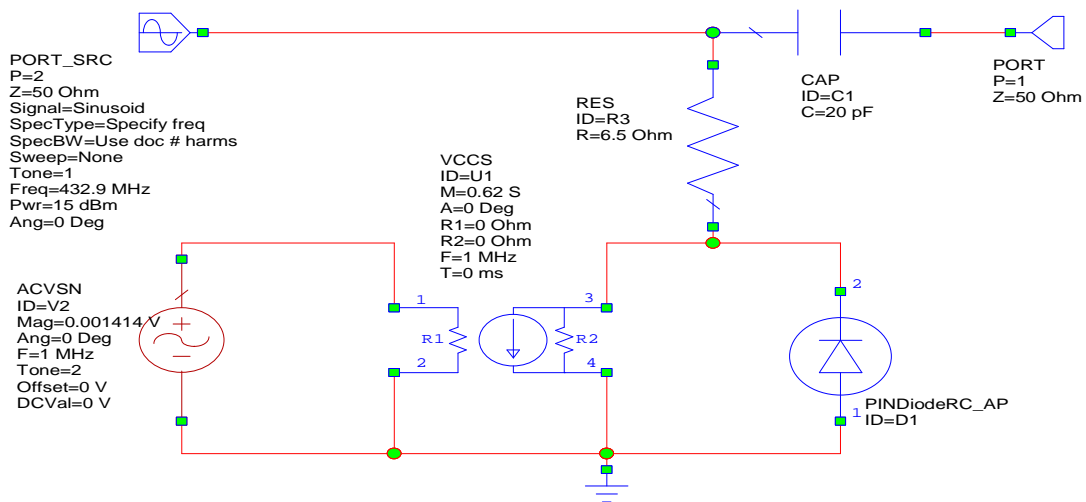 PORT_SRC
P=2
Z=50 Ohm
Signal=Sinusoid
SpecType=Specify freq
SpecBW=Use doc # harms
Sweep=None
Tone=1
Freq=432.9 MHz
Pwr=15 dBm
Ang=0 Deg
CAP
ID=C1
C=20 pF
PORT
P=1
Z=50 Ohm
RES
ID=R3
R=6.5 Ohm
VCCS
ID=U1
M=0.62 S
A=0 Deg
R1=0 Ohm
R2=0 Ohm
F=1 MHz
T=0 ms
ACVSN
ID=V2
Mag=0.001414 V
Ang=0 Deg
F=1 MHz
Tone=2
Offset=0 V
DCVal=0 V
1
2
R1
3
4
R2
2
1
PINDiodeRC_AP
ID=D1